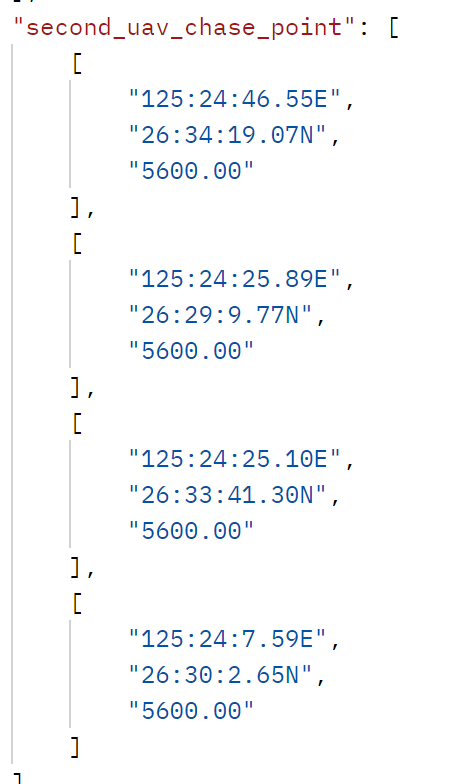 "second_uav_chase_point": [
[
"125:24:46.55E",
"26:34:19.07N",
"5600.00"
],
[
"125:24:25.89E",
"26:29:9.77N",
"5600.00"
],
[
"125:24:25.10E",
"26:33:41.30N",
"5600.00"
],
[
"125:24:7.59E",
"26:30:2.65N",
"5600.00"
]